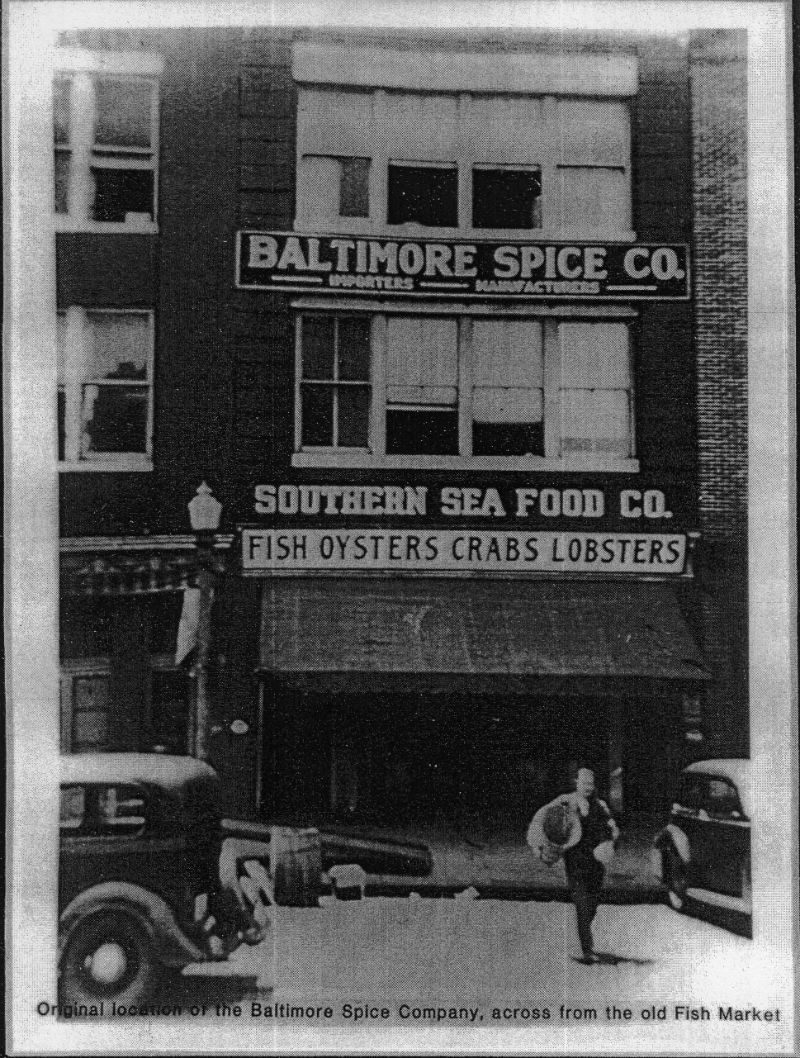 BALTIMORE SPICE CO.
IMPORTERS MANUFACTURERS
SOUTHERN SEA FOOD CO.
FISH OYSTERS CRABS LOBSTERS
Original location of the Baltimore Spice Company, across from the old Fish Market